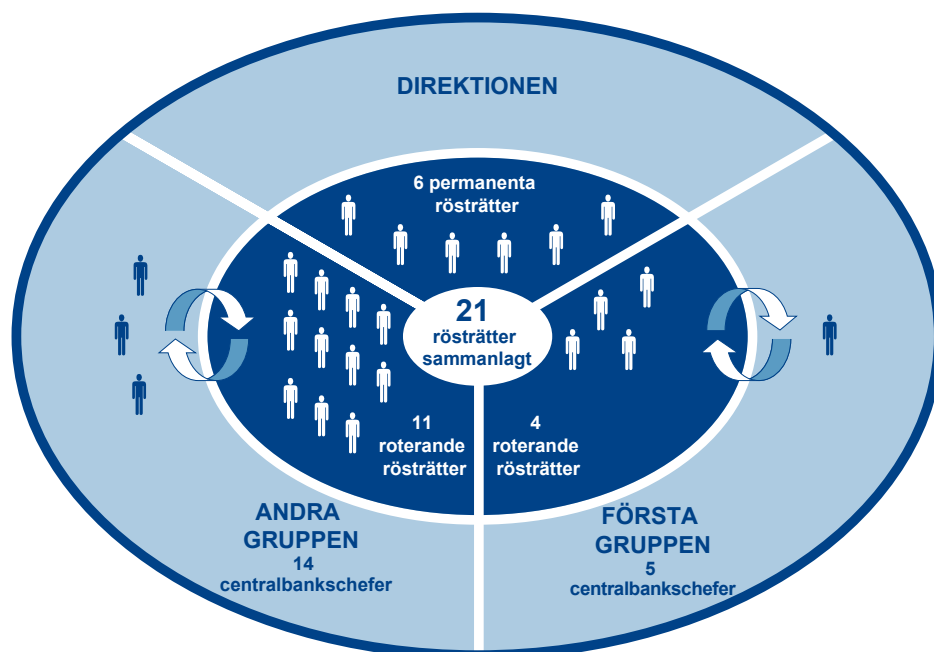 DIREKTIONEN
6 permanenta
rösträtter
21
rösträtter
sammanlagt
11
roterande
rösträtter
4
roterande
rösträtter
ANDRA
GRUPPEN
14
centralbankschefer
FÖRSTA
GRUPPEN
5
centralbankschefer